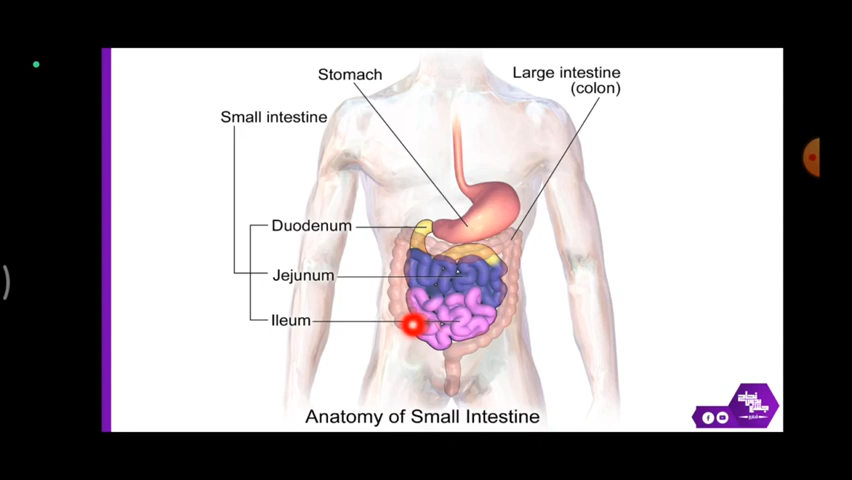 Stomach
Large intestine
(colon)
Small intestine
Duodenum
Jejunum
Ileum
Anatomy of Small Intestine